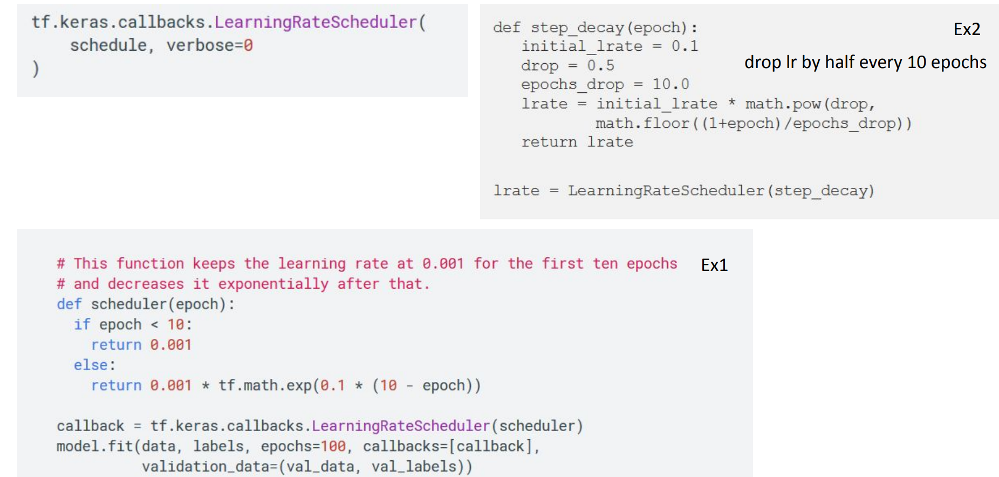 tf.keras.callbacks.LearningRateScheduler(
    schedule, verbose=0
)
def step_decay(epoch):
Ex2
   initial_lrate = 0.1
   drop = 0.5
drop lr by half every 10 epochs
   epochs_drop = 10.0
   lrate = initial_lrate * math.pow(drop,
           math.floor((1+epoch)/epochs_drop))
   return lrate
lrate = LearningRateScheduler(step_decay)
# This function keeps the learning rate at 0.001 for the first ten epochs
Ex1
# and decreases it exponentially after that.
def scheduler(epoch):
  if epoch < 10:
    return 0.001
  else:
    return 0.001 * tf.math.exp(0.1 * (10 - epoch))
callback = tf.keras.callbacks.LearningRateScheduler(scheduler)
model.fit(data, labels, epochs=100, callbacks=[callback],
          validation_data=(val_data, val_labels))